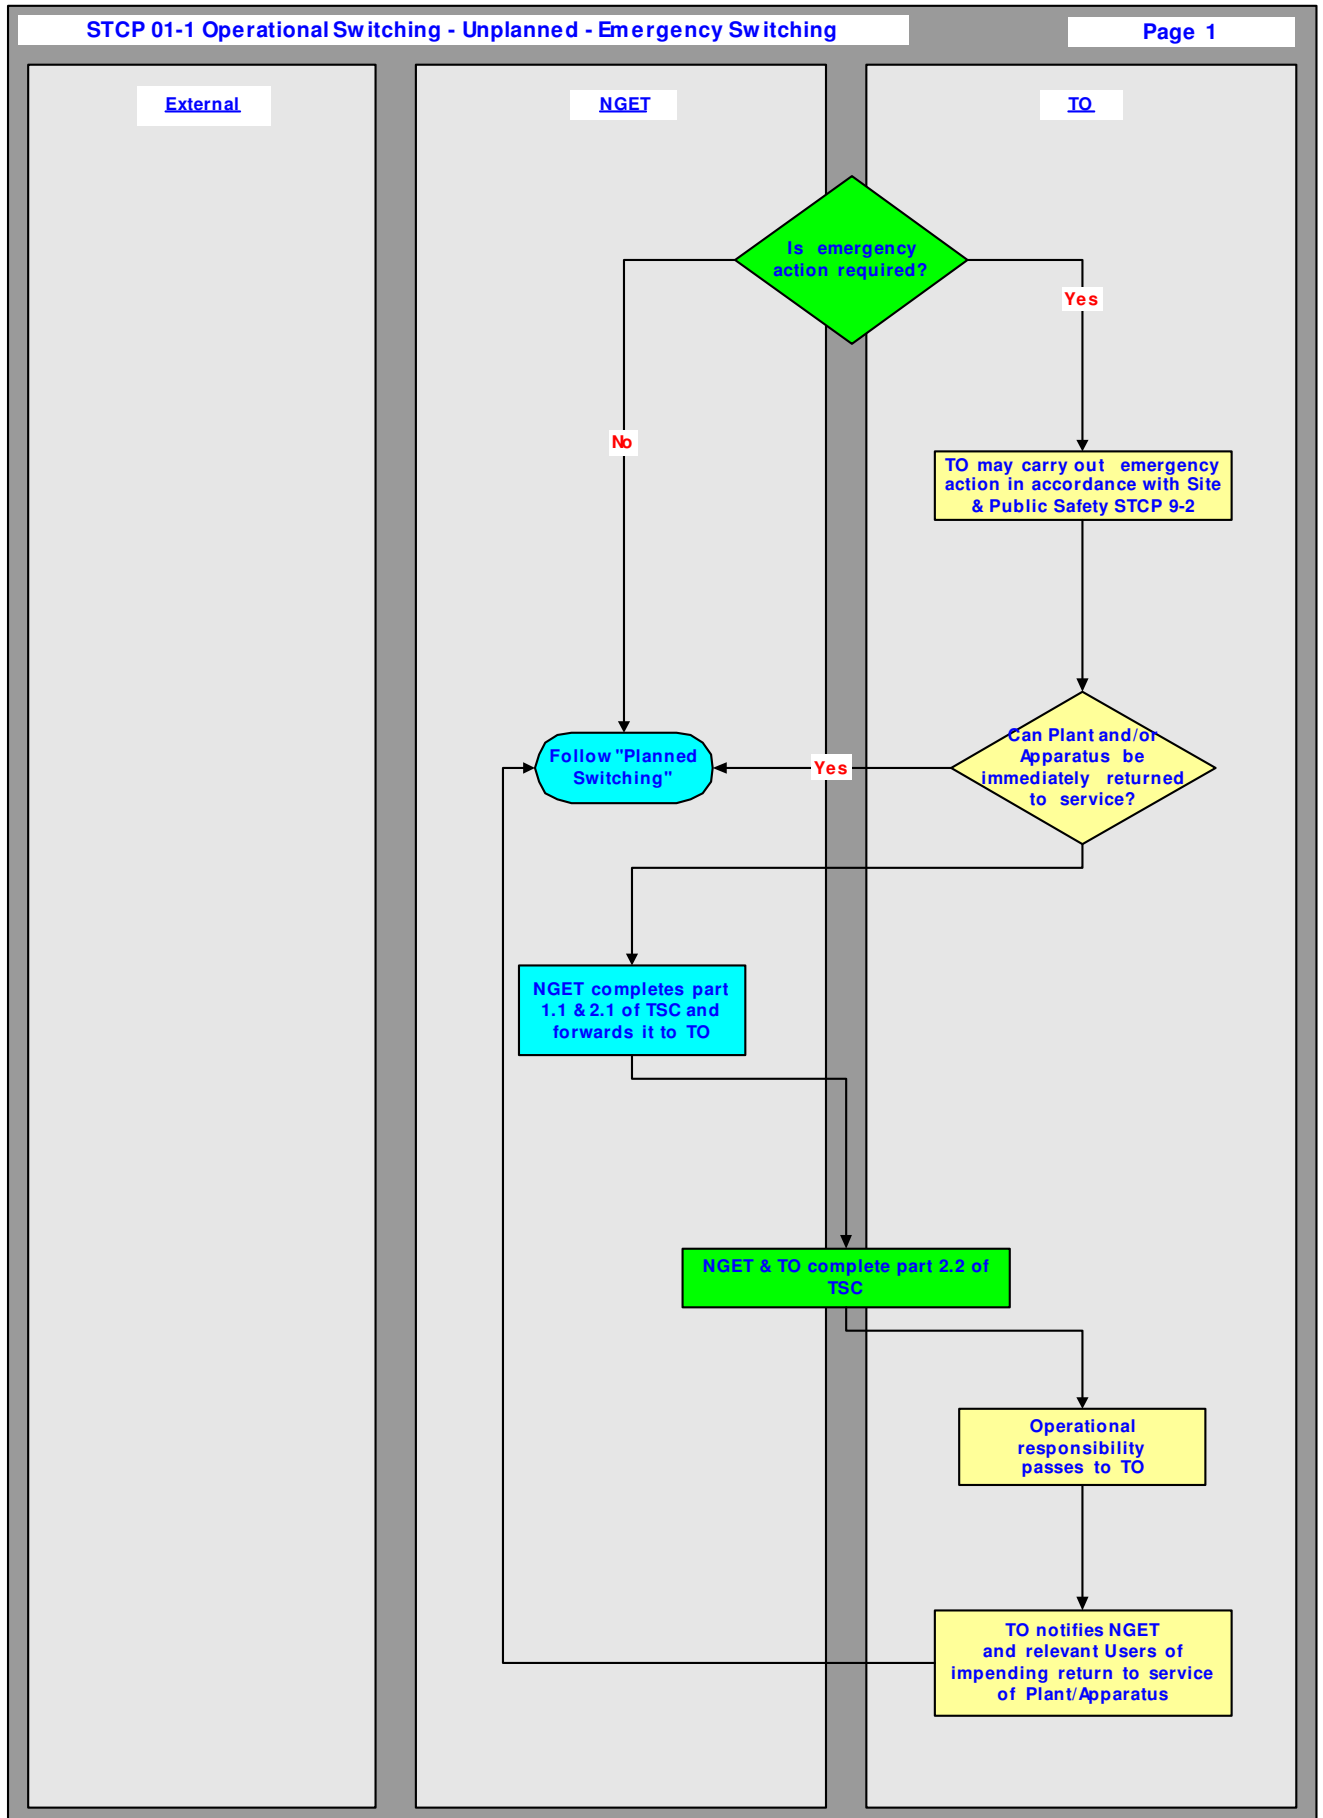 STCP 01-1 Operational Switching - Unplanned - Emergency Switching
Page 1
External
NGET
TO
Is emergency
action required?
Yes
No
TO may carry out emergency
action in accordance with Site
& Public Safety STCP 9-2
Follow "Planned
Switching"
Yes
Can Plant and/or
Apparatus be
immediately returned
to service?
NGET completes part
1.1 & 2.1 of TSC and
forwards it to TO
NGET & TO complete part 2.2 of
TSC
Operational
responsibility
passes to TO
TO notifies NGET
and relevant Users of
impending return to service
of Plant/Apparatus